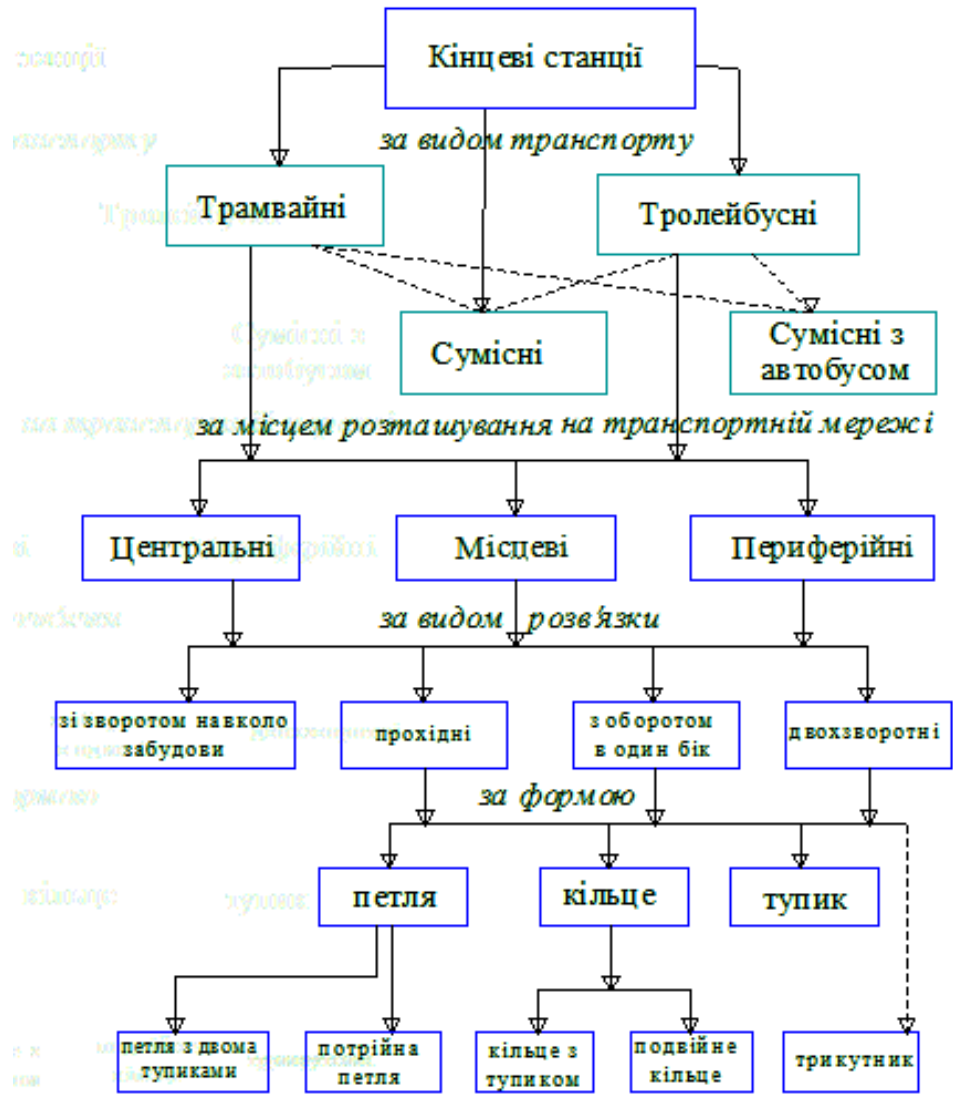 Кінцеві станції
за видом транспорту
Трамвайні
Тролейбусні
Сумісні
Сумісні з
автобусом
за місцем розташування на транспортній мережі
Центральні
Місцеві
Периферійні
за видом розв'язки
зі зворотом навколо
забудови
прохідні
з оборотом
в один бік
двохзворотні
за формою
петля
кільце
тупик
петля з двома
тупиками
потрійна
петля
кільце з
тупиком
подвійне
кільце
трикутник